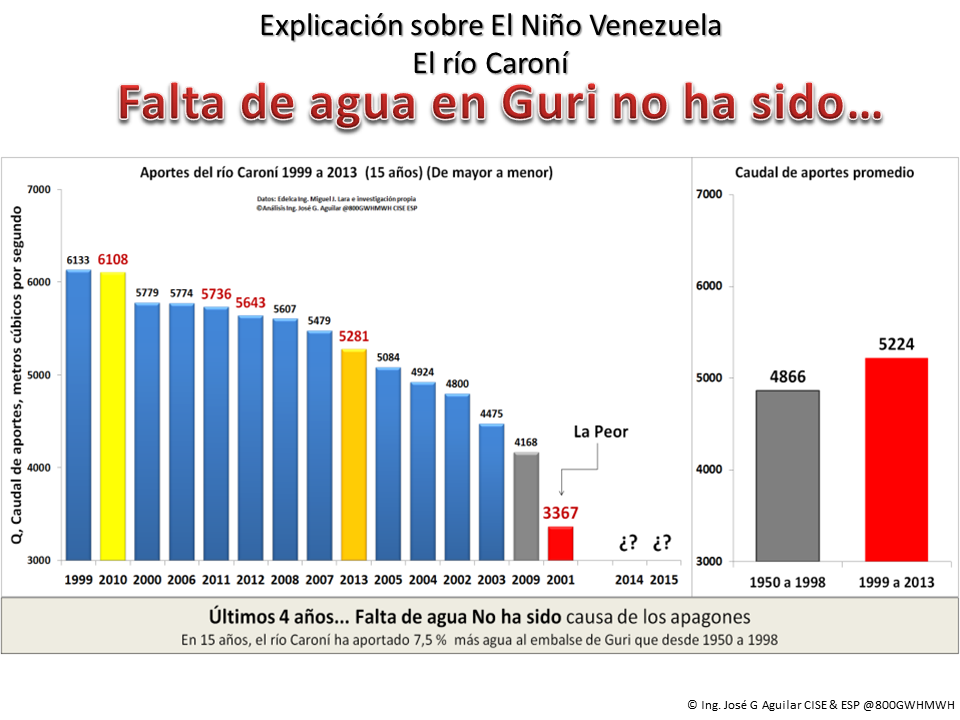 Explicación sobre El Niño Venezuela
El río Caroní
Falta de agua en Guri no ha sido...
Aportes del río Caroní 1999 a 2013 (15 años) (De mayor a menor)
Datos: Edelca Ing. Miguel J. Lara e investigación propia
©Análisis Ing. José G. Aguilar @800GWHMWH CISE ESP
Q, Caudal de aportes, metros cúbicos por segundo
7000
6000
5000
4000
3000
6133
6108
5779
5774
5736
5643
5607
5479
5281
5084
4924
4800
4475
4168
3367
La Peor
¿?
¿?
1999 2010 2000 2006 2011 2012 2008 2007 2013 2005 2004 2002 2003 2009 2001 2014 2015
Caudal de aportes promedio
7000
6000
5000
4000
3000
4866
5224
1950 a 1998
1999 a 2013
Últimos 4 años... Falta de agua No ha sido causa de los apagones
En 15 años, el río Caroní ha aportado 7,5 % más agua al embalse de Guri que desde 1950 a 1998
© Ing. José G Aguilar CISE & ESP @800GWHMWH